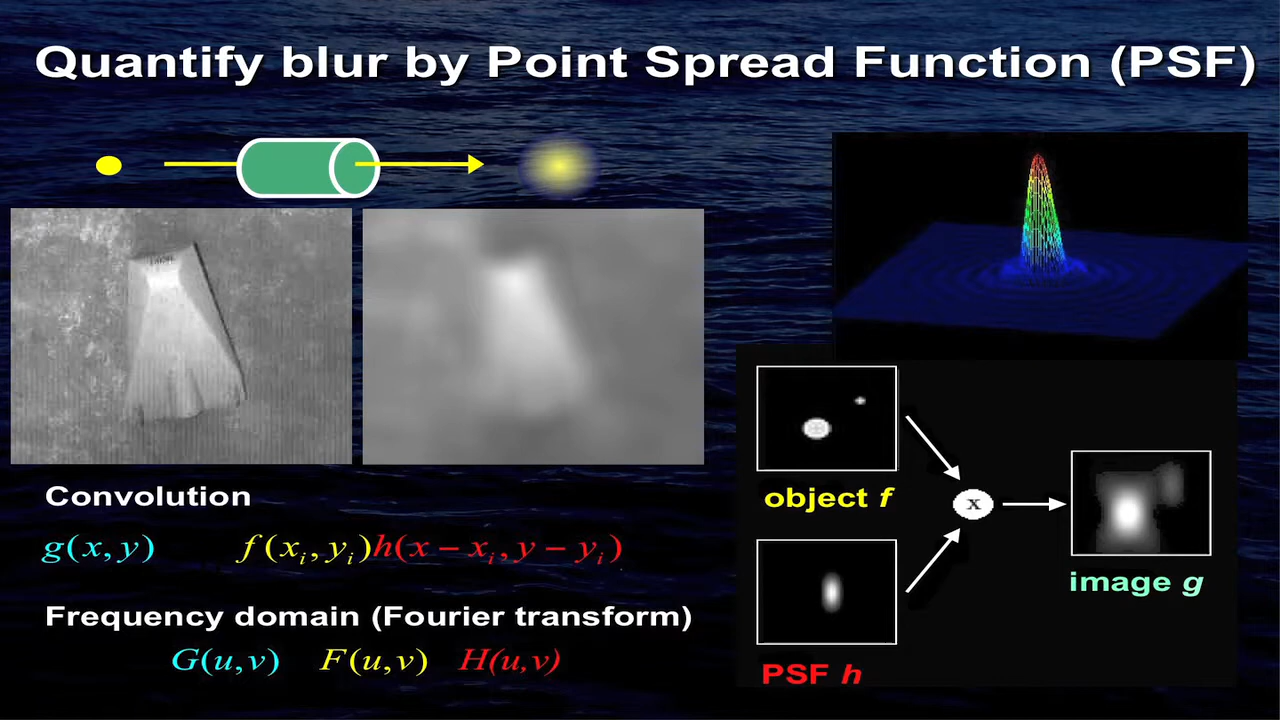 Quantify blur by Point Spread Function (PSF)
Convolution
g(x, y) f(xᵢ, yᵢ)h(x − xᵢ, y − yᵢ)
Frequency domain (Fourier transform)
G(u,v) F(u,v) H(u,v)
object f
x
PSF h
image g